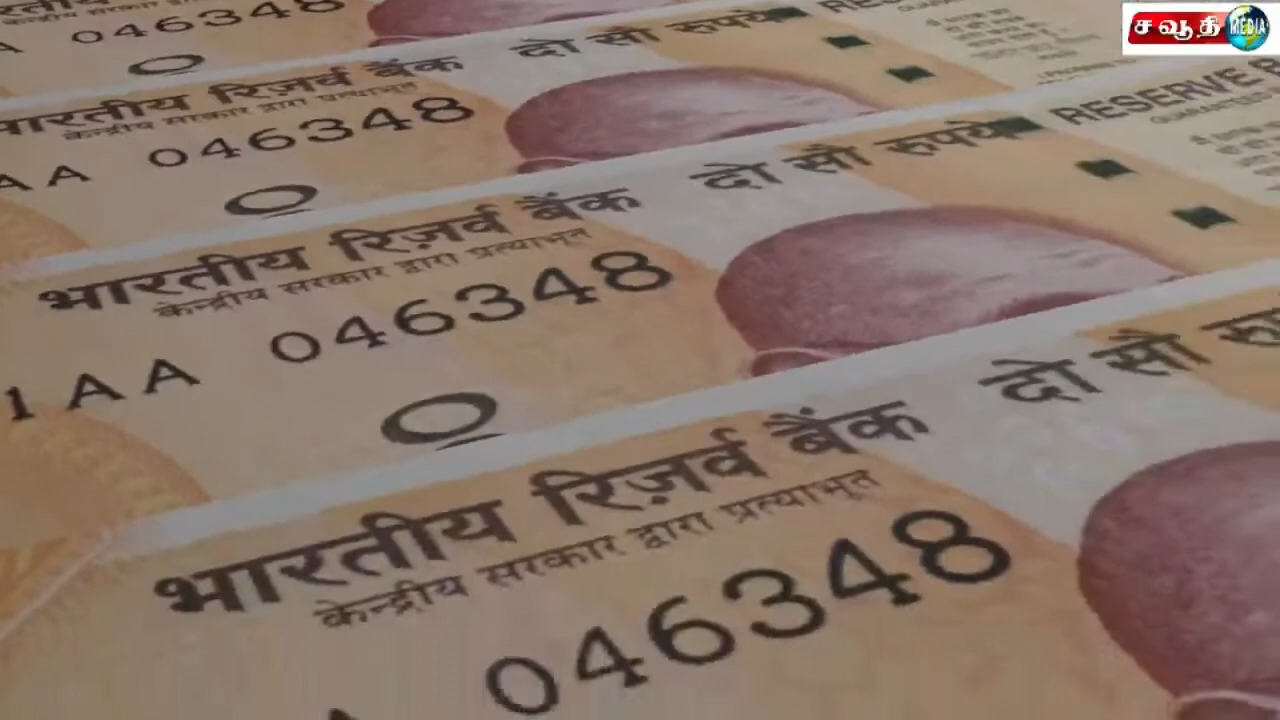 சவூதி MEDIA
046348
भारतीय रिज़र्व बैंक
दो सौ रुपये
केन्द्रीय सरकार द्वारा प्रत्याभूत
AA 046348
RESERVE B
भारतीय रिज़र्व बैंक
दो सौ रुपये
केन्द्रीय सरकार द्वारा प्रत्याभूत
1AA 046348
भारतीय रिज़र्व बैंक
दो सौ
केन्द्रीय सरकार द्वारा प्रत्याभूत
046348